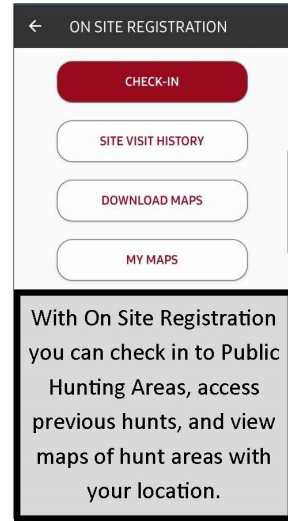 ← ON SITE REGISTRATION
CHECK-IN
SITE VISIT HISTORY
DOWNLOAD MAPS
MY MAPS
With On Site Registration
you can check in to Public
Hunting Areas, access
previous hunts, and view
maps of hunt areas with
your location.